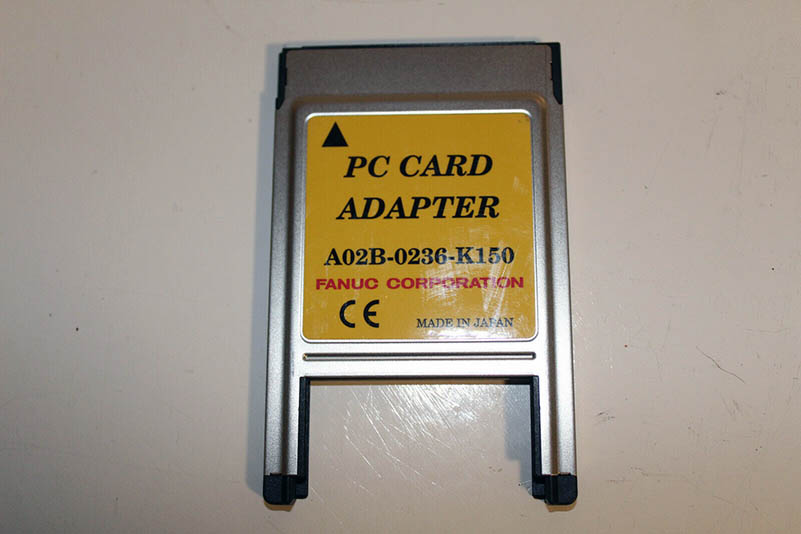 PC CARD
ADAPTER
A02B-0236-K150
FANUC CORPORATION
CE
MADE IN JAPAN